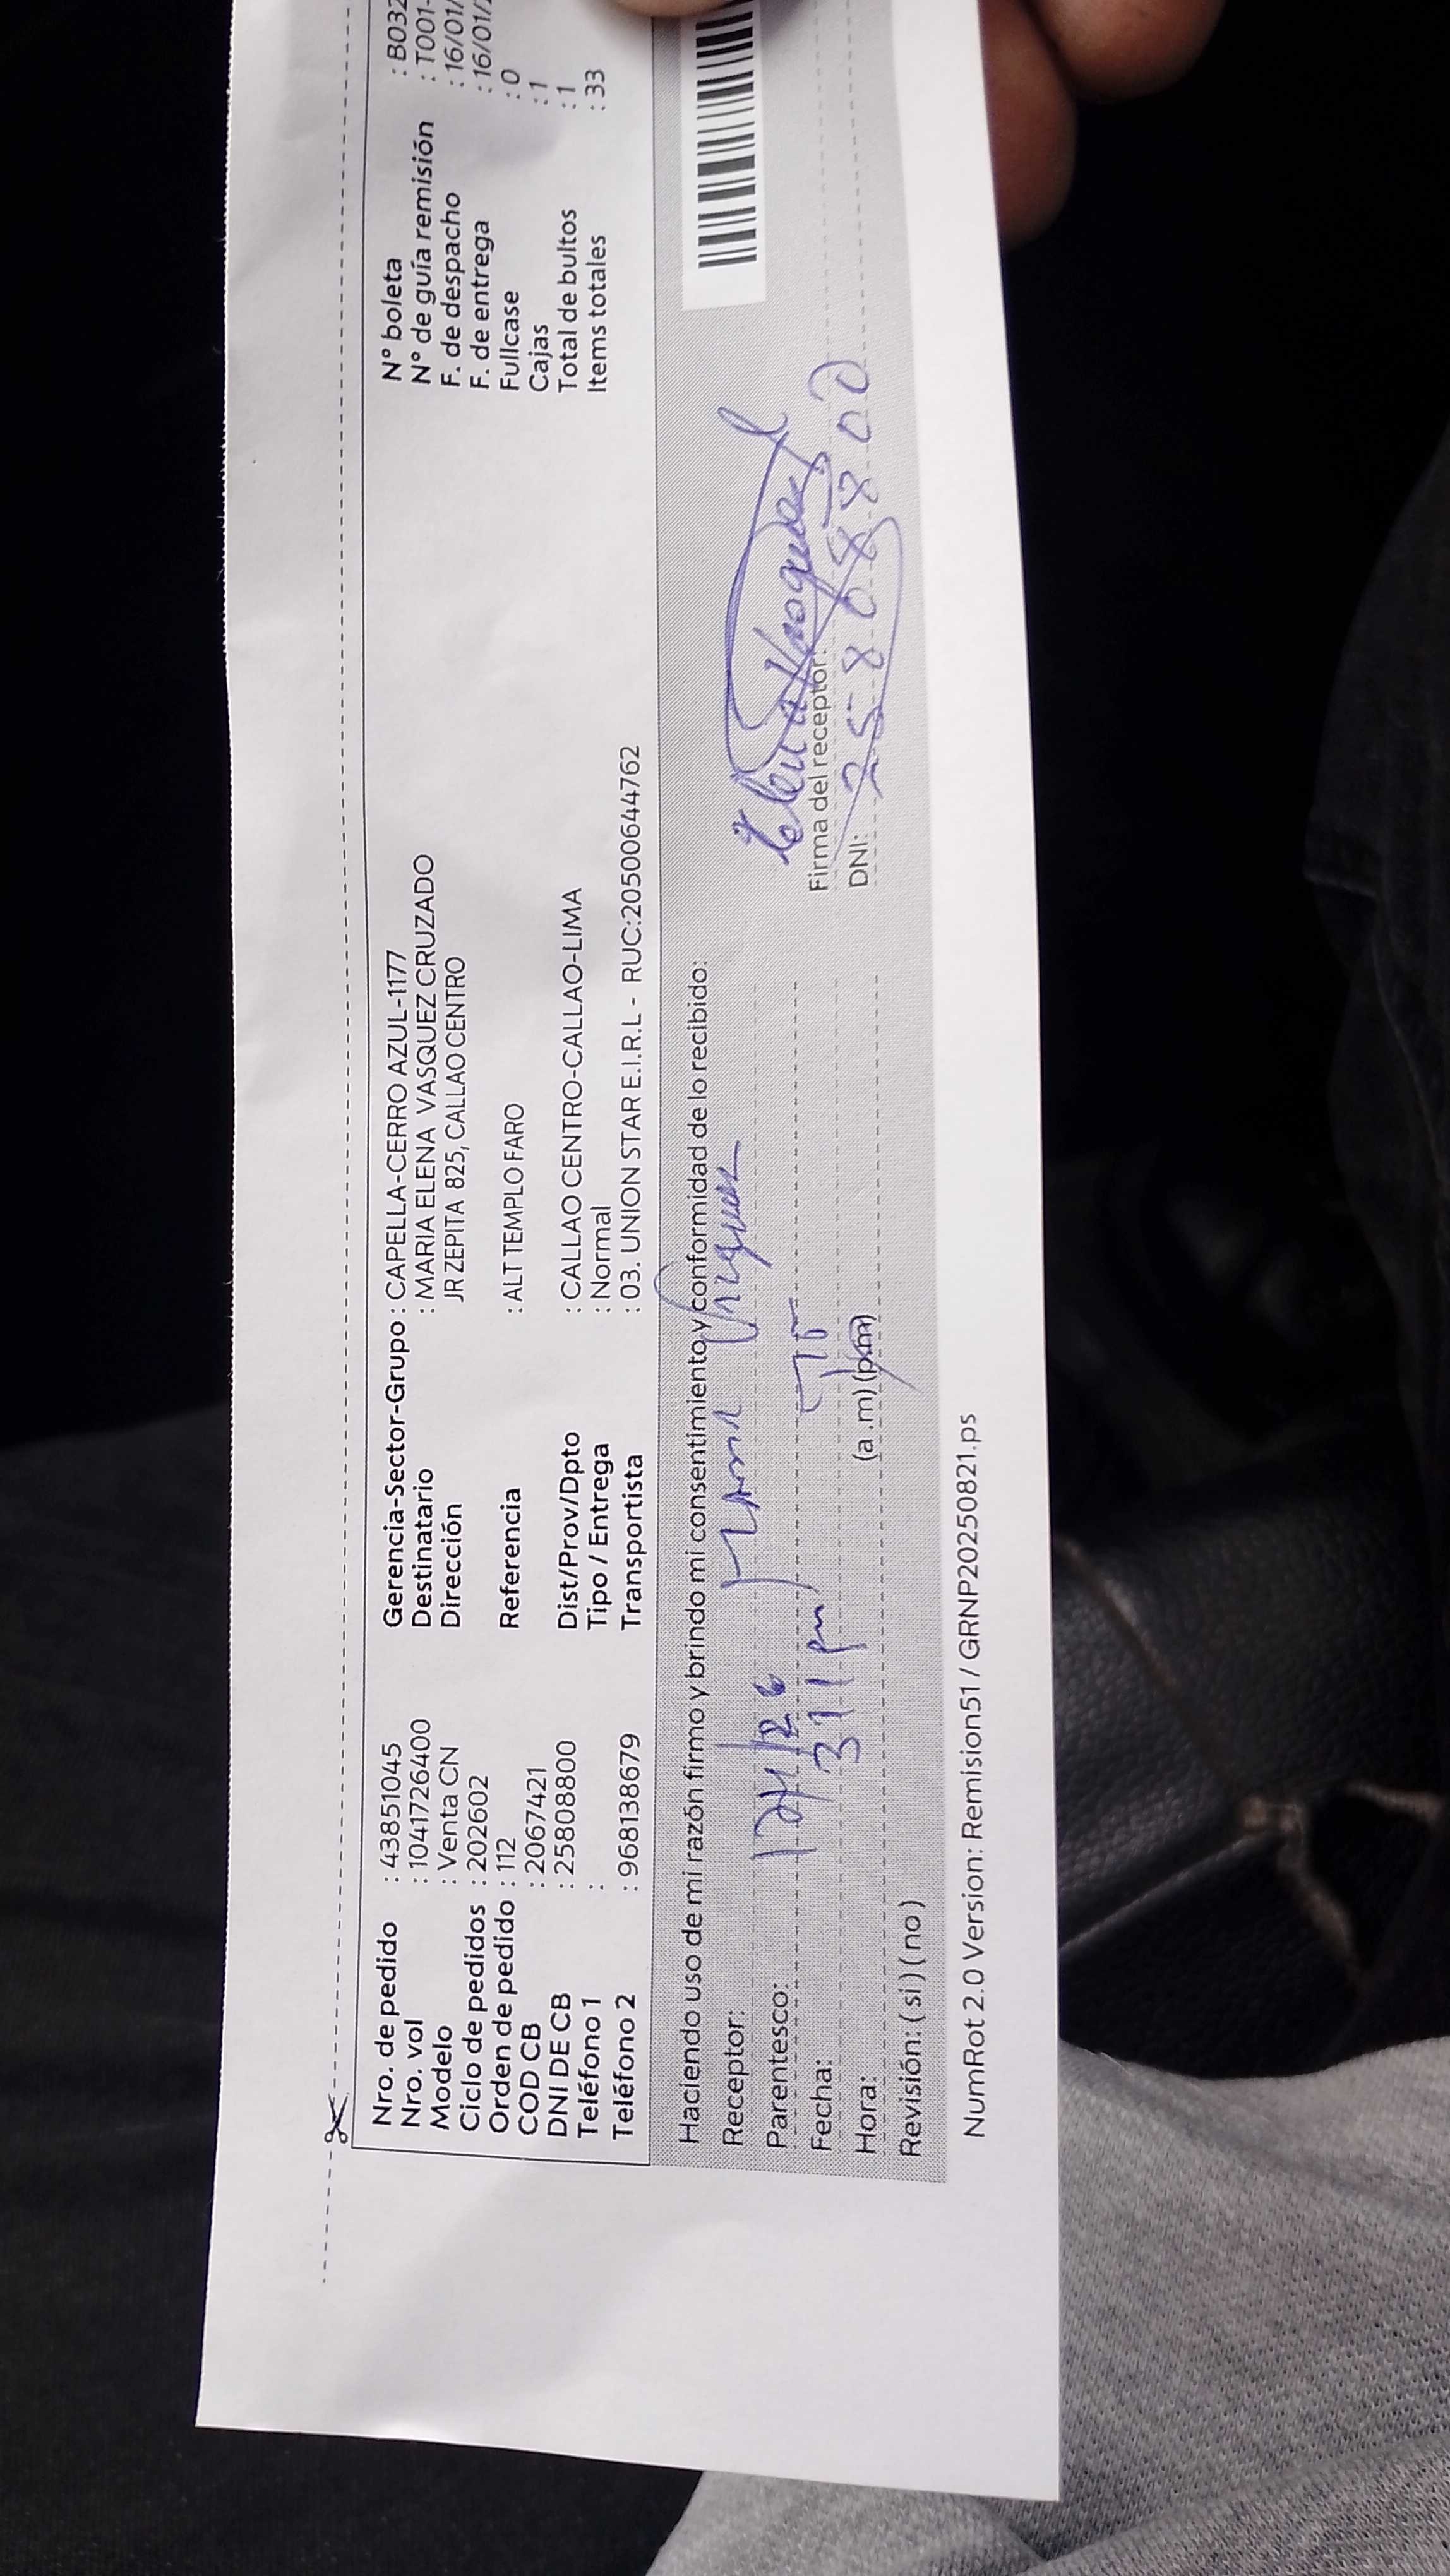 Nro. de pedido : 43851045 Gerencia-Sector-Grupo : CAPELLA-CERRO AZUL-1177 N° boleta : B032
Nro. vol : 1041726400 Destinatario : MARIA ELENA VASQUEZ CRUZADO N° de guía remisión : T001-
Modelo : Venta CN Dirección JR ZEPITA 825, CALLAO CENTRO F. de despacho : 16/01/
Ciclo de pedidos : 202602 F. de entrega : 16/01/
Orden de pedido : 112 Referencia : ALT TEMPLO FARO Fullcase : 0
COD CB : 2067421 Cajas : 1
DNI DE CB : 25808800 Dist/Prov/Dpto : CALLAO CENTRO-CALLAO-LIMA Total de bultos : 1
Teléfono 1 : Tipo / Entrega : Normal Items totales : 33
Teléfono 2 : 968138679 Transportista : 03. UNION STAR E.I.R.L - RUC:20500644762
Haciendo uso de mi razón firmo y brindo mi consentimiento y conformidad de lo recibido:
Receptor:
Parentesco:
Fecha: 311 pm Firma del receptor:
Hora: (a .m) (p.m) DNI: 25808800
Revisión: ( si ) ( no )
NumRot 2.0 Version: Remision51 / GRNP20250821.ps